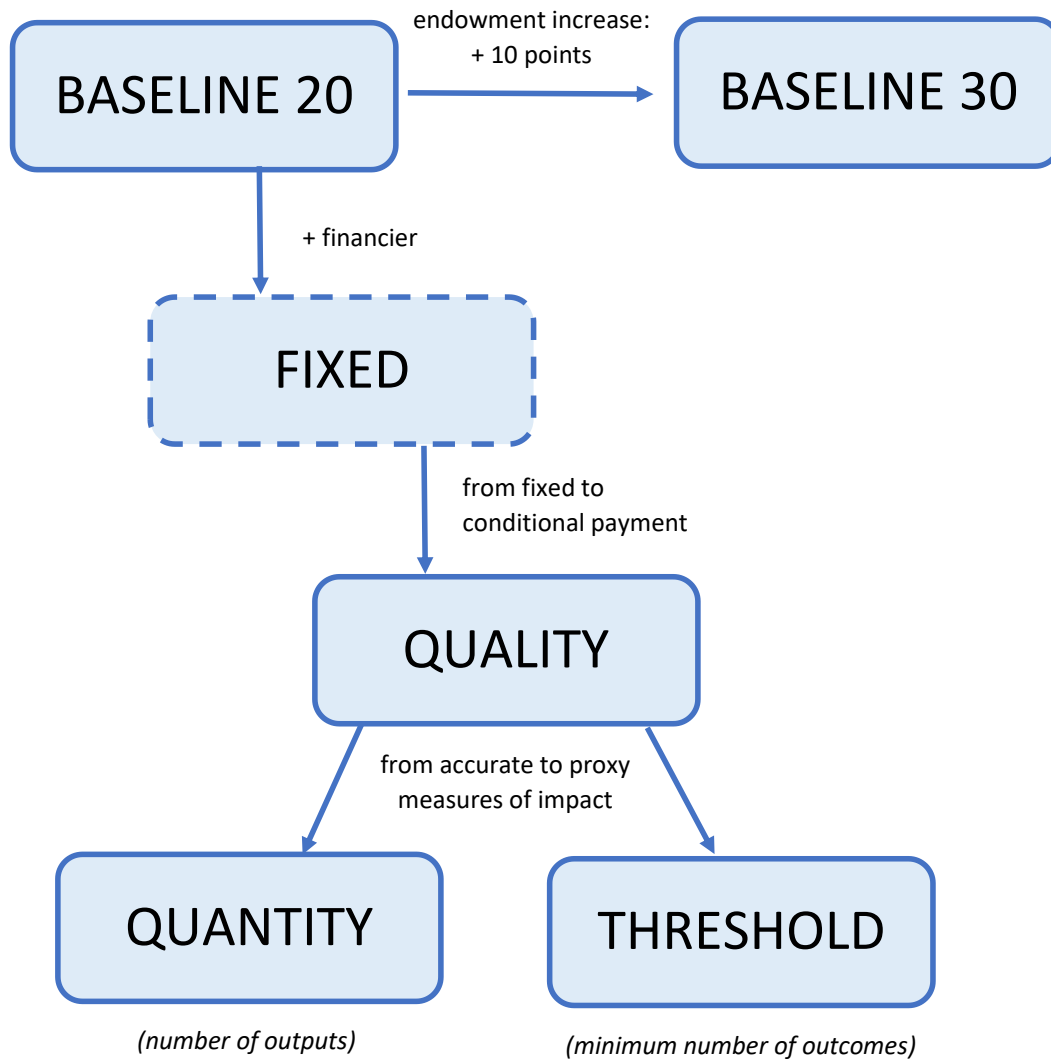 endowment increase:
+ 10 points
BASELINE 20
BASELINE 30
+ financier
FIXED
from fixed to
conditional payment
QUALITY
from accurate to proxy
measures of impact
QUANTITY
THRESHOLD
(number of outputs)
(minimum number of outcomes)